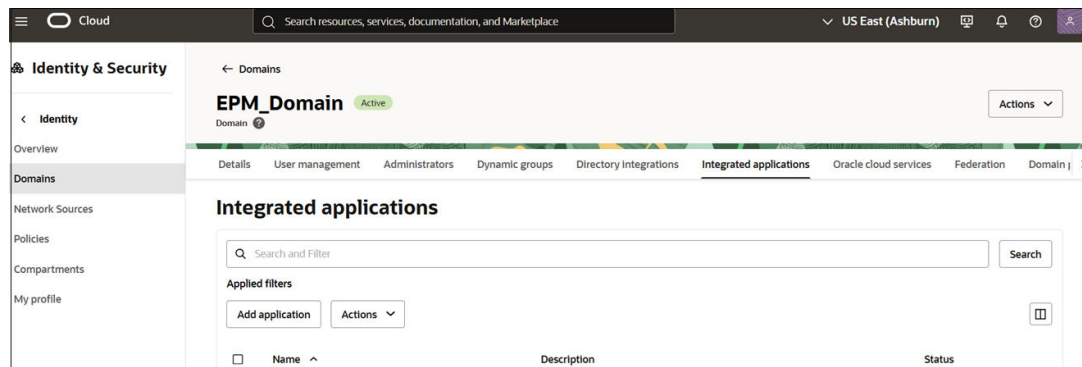 Cloud
Search resources, services, documentation, and Marketplace
US East (Ashburn)
Identity & Security
Identity
Overview
Domains
Network Sources
Policies
Compartments
My profile
← Domains
EPM_Domain Active
Domain
Actions
Details User management Administrators Dynamic groups Directory integrations Integrated applications Oracle cloud services Federation Domain
Integrated applications
Search and Filter
Search
Applied filters
Add application Actions
Name Description Status